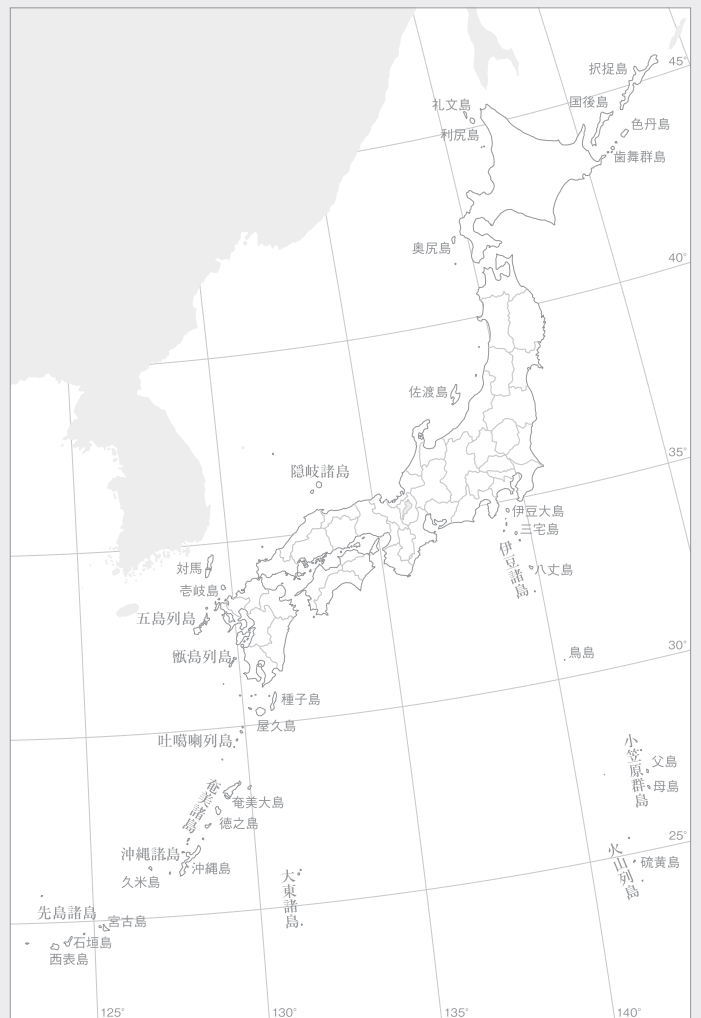 45°
択捉島
礼文島
国後島
色丹島
利尻島
歯舞群島
奥尻島
40°
佐渡島
35°
隠岐諸島
伊豆大島
三宅島
伊豆諸島
対馬
八丈島
壱岐島
五島列島
30°
鳥島
甑島列島
種子島
屋久島
吐噶喇列島
小笠原群島
父島
母島
奄美諸島
奄美大島
徳之島
25°
沖縄諸島
火山列島
硫黄島
沖縄島
久米島
大東諸島
先島諸島
宮古島
石垣島
西表島
125°
130°
135°
140°